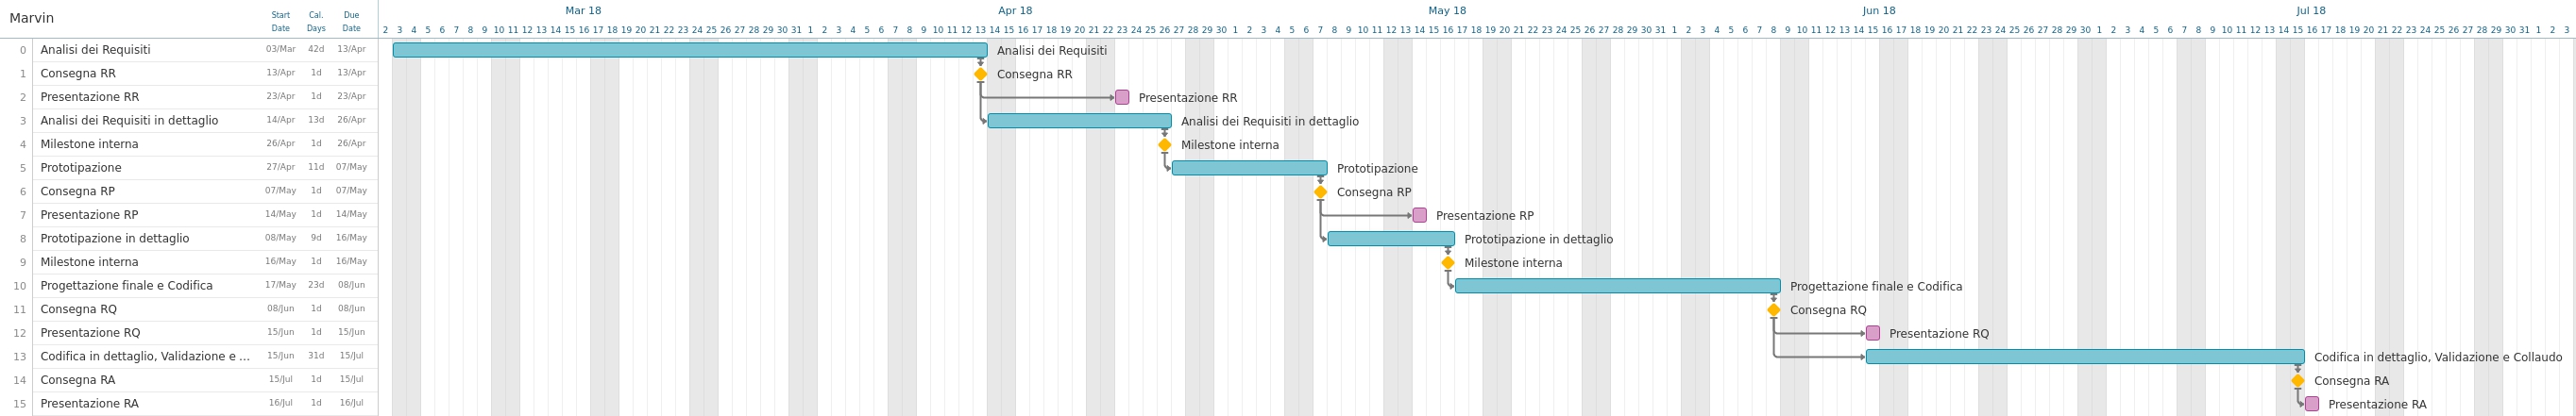 Marvin
Start Date Cal. Days Due Date
Mar 18 Apr 18 May 18 Jun 18 Jul 18
2 3 4 5 6 7 8 9 10 11 12 13 14 15 16 17 18 19 20 21 22 23 24 25 26 27 28 29 30 31 1 2 3 4 5 6 7 8 9 10 11 12 13 14 15 16 17 18 19 20 21 22 23 24 25 26 27 28 29 30 1 2 3 4 5 6 7 8 9 10 11 12 13 14 15 16 17 18 19 20 21 22 23 24 25 26 27 28 29 30 31 1 2 3 4 5 6 7 8 9 10 11 12 13 14 15 16 17 18 19 20 21 22 23 24 25 26 27 28 29 30 1 2 3 4 5 6 7 8 9 10 11 12 13 14 15 16 17 18 19 20 21 22 23 24 25 26 27 28 29 30 31 1 2 3
0 Analisi dei Requisiti 03/Mar 42d 13/Apr Analisi dei Requisiti
1 Consegna RR 13/Apr 1d 13/Apr Consegna RR
2 Presentazione RR 23/Apr 1d 23/Apr Presentazione RR
3 Analisi dei Requisiti in dettaglio 14/Apr 13d 26/Apr Analisi dei Requisiti in dettaglio
4 Milestone interna 26/Apr 1d 26/Apr Milestone interna
5 Prototipazione 27/Apr 11d 07/May Prototipazione
6 Consegna RP 07/May 1d 07/May Consegna RP
7 Presentazione RP 14/May 1d 14/May Presentazione RP
8 Prototipazione in dettaglio 08/May 9d 16/May Prototipazione in dettaglio
9 Milestone interna 16/May 1d 16/May Milestone interna
10 Progettazione finale e Codifica 17/May 23d 08/Jun Progettazione finale e Codifica
11 Consegna RQ 08/Jun 1d 08/Jun Consegna RQ
12 Presentazione RQ 15/Jun 1d 15/Jun Presentazione RQ
13 Codifica in dettaglio, Validazione e ... 15/Jun 31d 15/Jul Codifica in dettaglio, Validazione e Collaudo
14 Consegna RA 15/Jul 1d 15/Jul Consegna RA
15 Presentazione RA 16/Jul 1d 16/Jul Presentazione RA